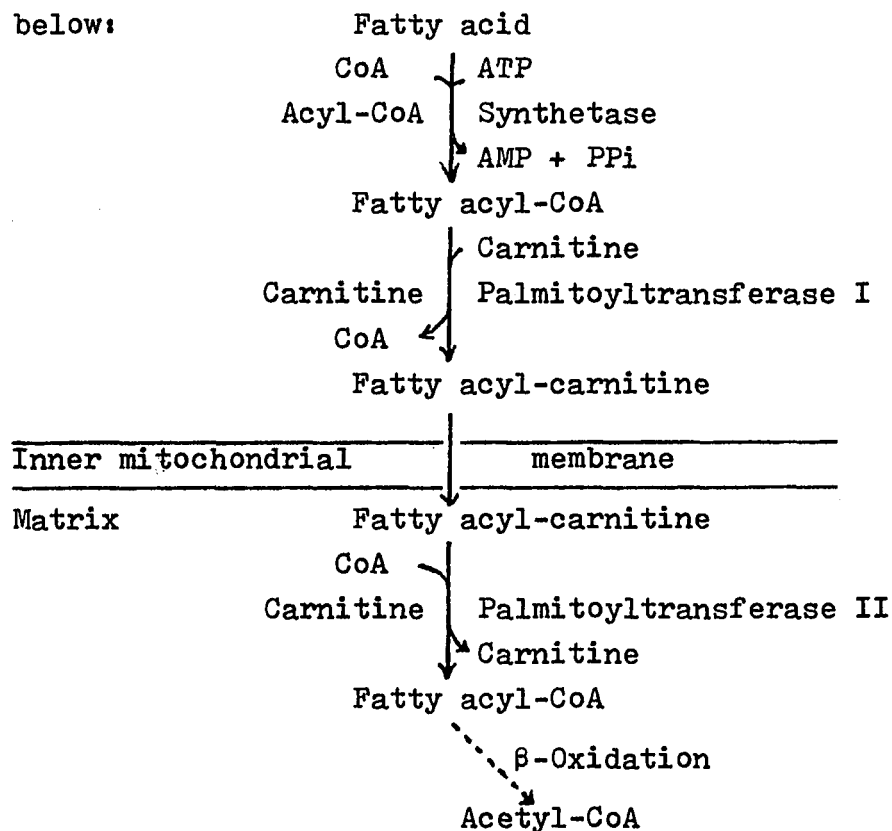 below: Fatty acid
CoA ATP
Acyl-CoA Synthetase
AMP + PPi
Fatty acyl-CoA
Carnitine
Carnitine Palmitoyltransferase I
CoA
Fatty acyl-carnitine
Inner mitochondrial membrane
Matrix Fatty acyl-carnitine
CoA
Carnitine Palmitoyltransferase II
Carnitine
Fatty acyl-CoA
β-Oxidation
Acetyl-CoA